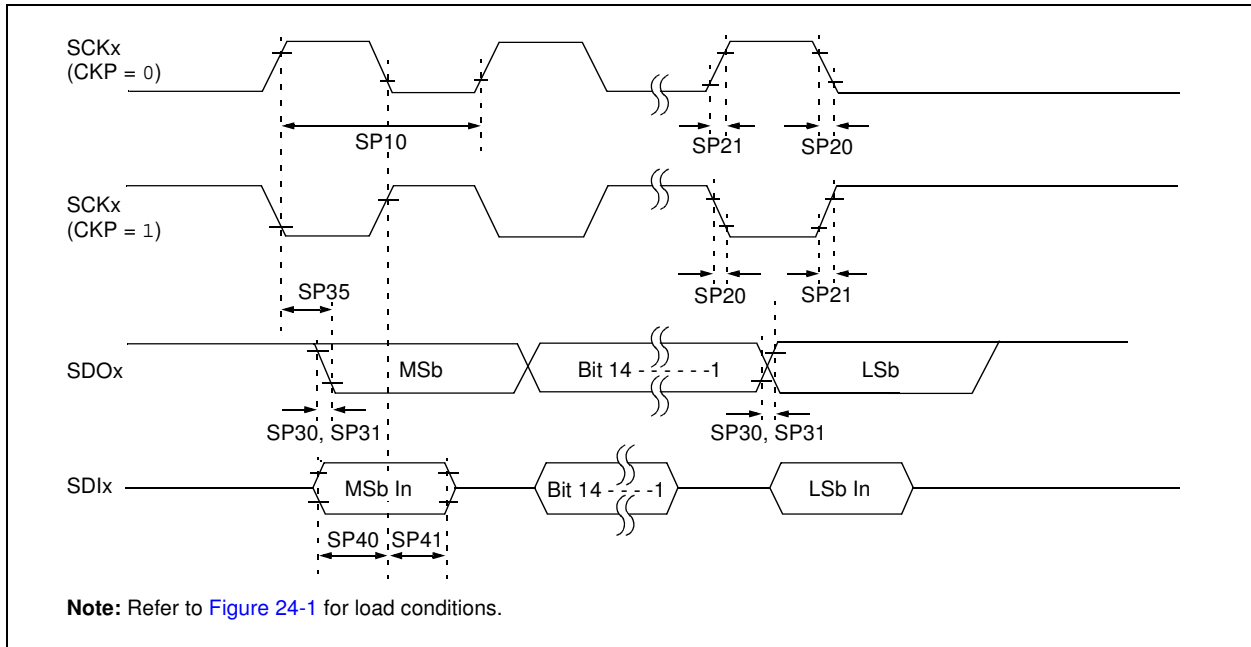 SCKx
(CKP = 0)
SP10
SP21
SP20
SCKx
(CKP = 1)
SP35
SP20
SP21
SDOx
MSb
Bit 14 - - - - - -1
LSb
SP30, SP31
SP30, SP31
SDIx
MSb In
Bit 14 - - - -1
LSb In
SP40
SP41
Note: Refer to Figure 24-1 for load conditions.